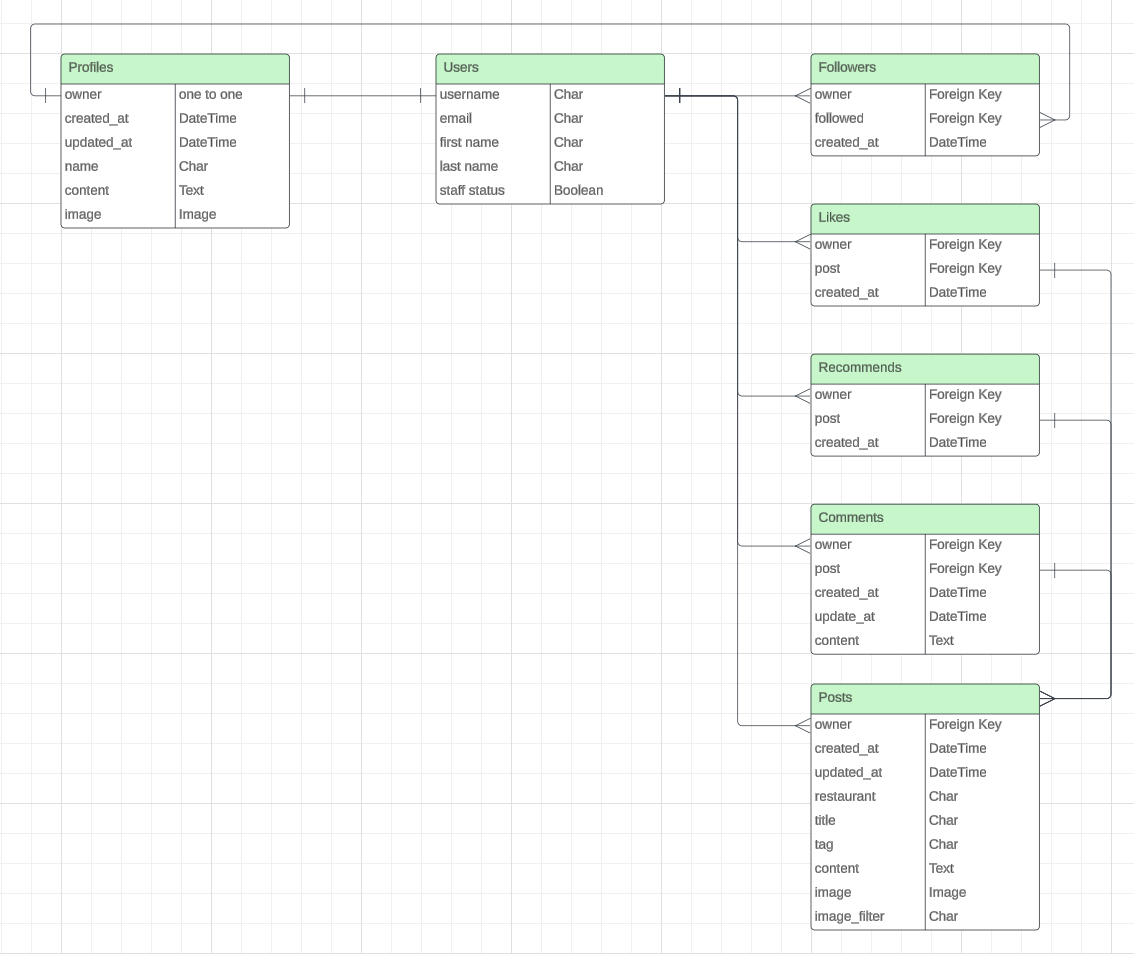 Profiles
owner one to one
created_at DateTime
updated_at DateTime
name Char
content Text
image Image
Users
username Char
email Char
first name Char
last name Char
staff status Boolean
Followers
owner Foreign Key
followed Foreign Key
created_at DateTime
Likes
owner Foreign Key
post Foreign Key
created_at DateTime
Recommends
owner Foreign Key
post Foreign Key
created_at DateTime
Comments
owner Foreign Key
post Foreign Key
created_at DateTime
update_at DateTime
content Text
Posts
owner Foreign Key
created_at DateTime
updated_at DateTime
restaurant Char
title Char
tag Char
content Text
image Image
image_filter Char